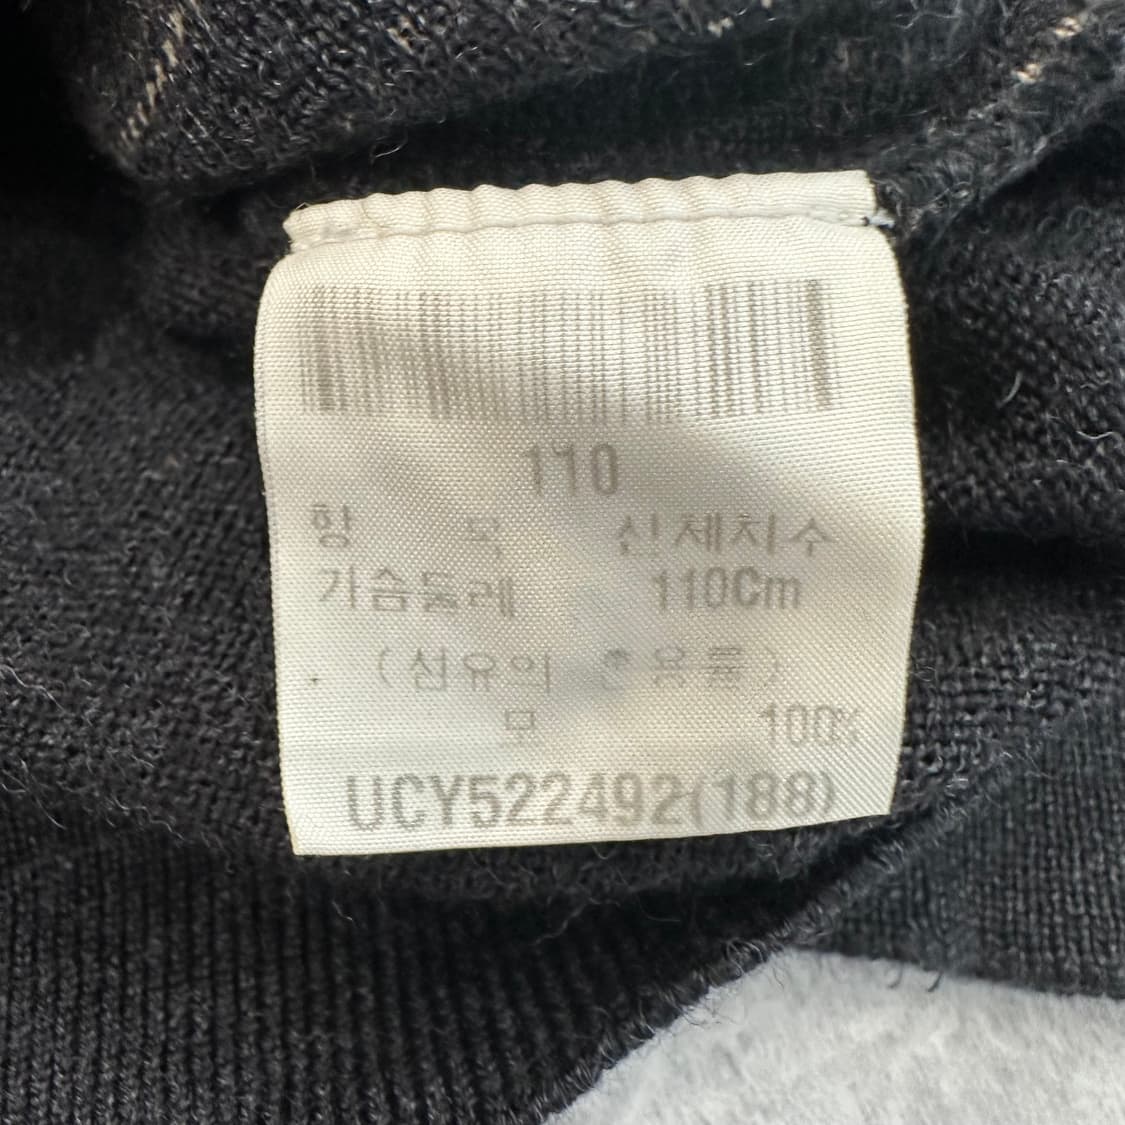 110
항 목 신체치수
가슴둘레 110Cm
(섬유의 혼용률)
모 100%
UCY522492(188)